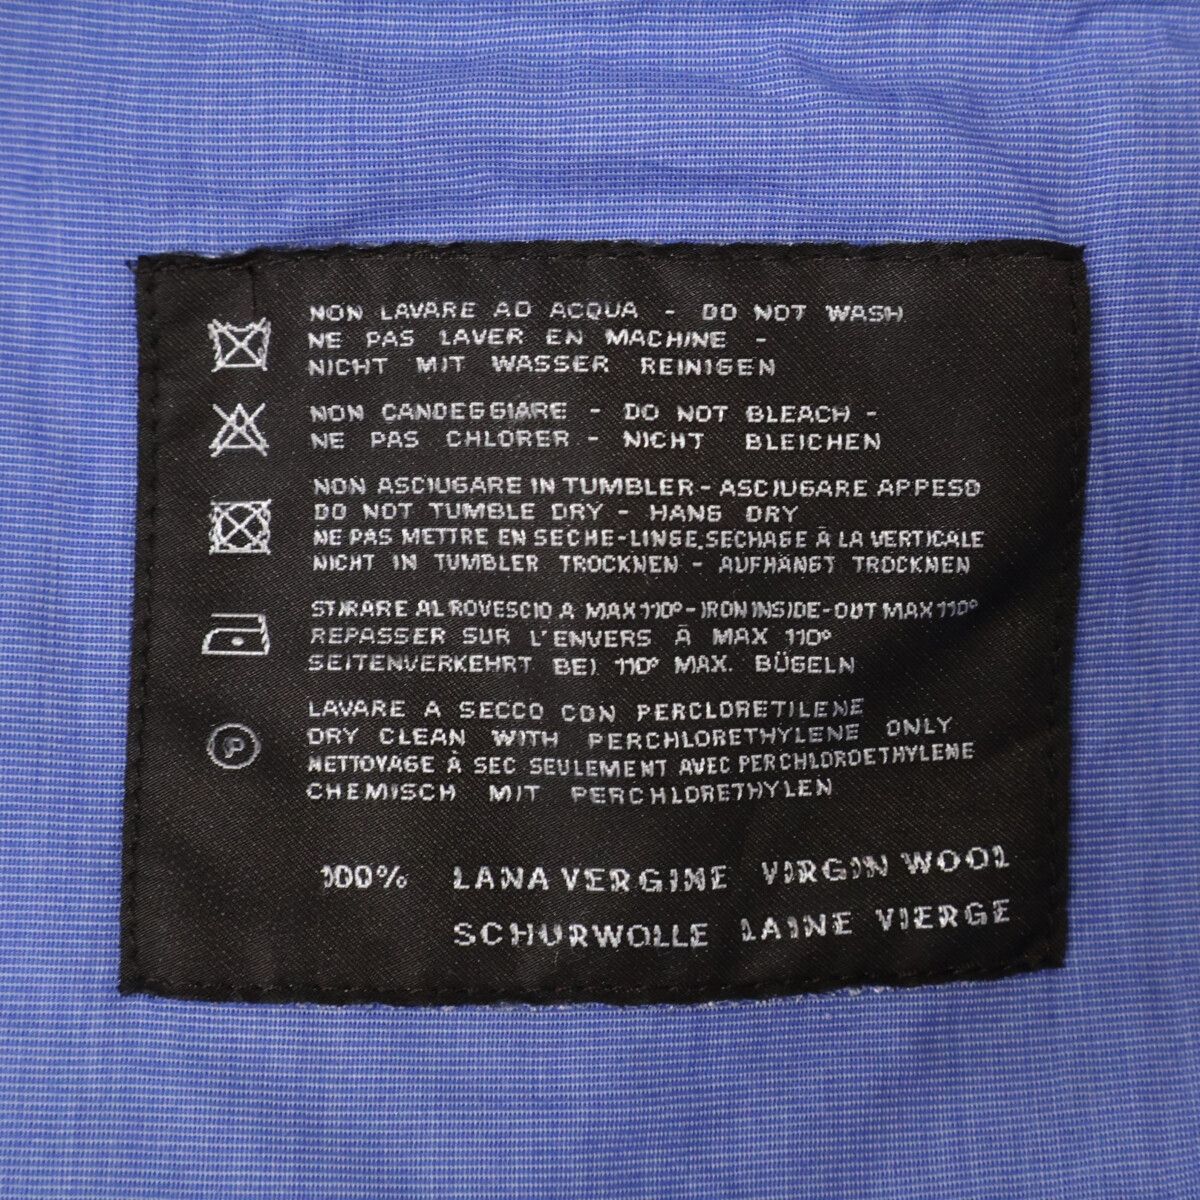 NON LAVARE AD ACQUA - DO NOT WASH
NE PAS LAVER EN MACHINE -
NICHT MIT WASSER REINIGEN
NON CANDEGGIARE - DO NOT BLEACH -
NE PAS CHLORER - NICHT BLEICHEN
NON ASCIUGARE IN TUMBLER - ASCIUGARE APPESO
DO NOT TUMBLE DRY - HANG DRY
NE PAS METTRE EN SECHE-LINGE, SECHAGE À LA VERTICALE
NICHT IN TUMBLER TROCKNEN - AUFHÄNGT TROCKNEN
STIRARE AL ROVESCIO A MAX 110° - IRON INSIDE-OUT MAX 110°
REPASSER SUR L'ENVERS À MAX 110°
SEITENVERKEHRT BEI 110° MAX. BÜGELN
P
LAVARE A SECCO CON PERCLORETILENE
DRY CLEAN WITH PERCHLORETHYLENE ONLY
NETTOYAGE À SEC SEULEMENT AVEC PERCHLOROETHYLENE
CHEMISCH MIT PERCHLORETHYLEN
100% LANA VERGINE VIRGIN WOOL
SCHURWOLLE LAINE VIERGE